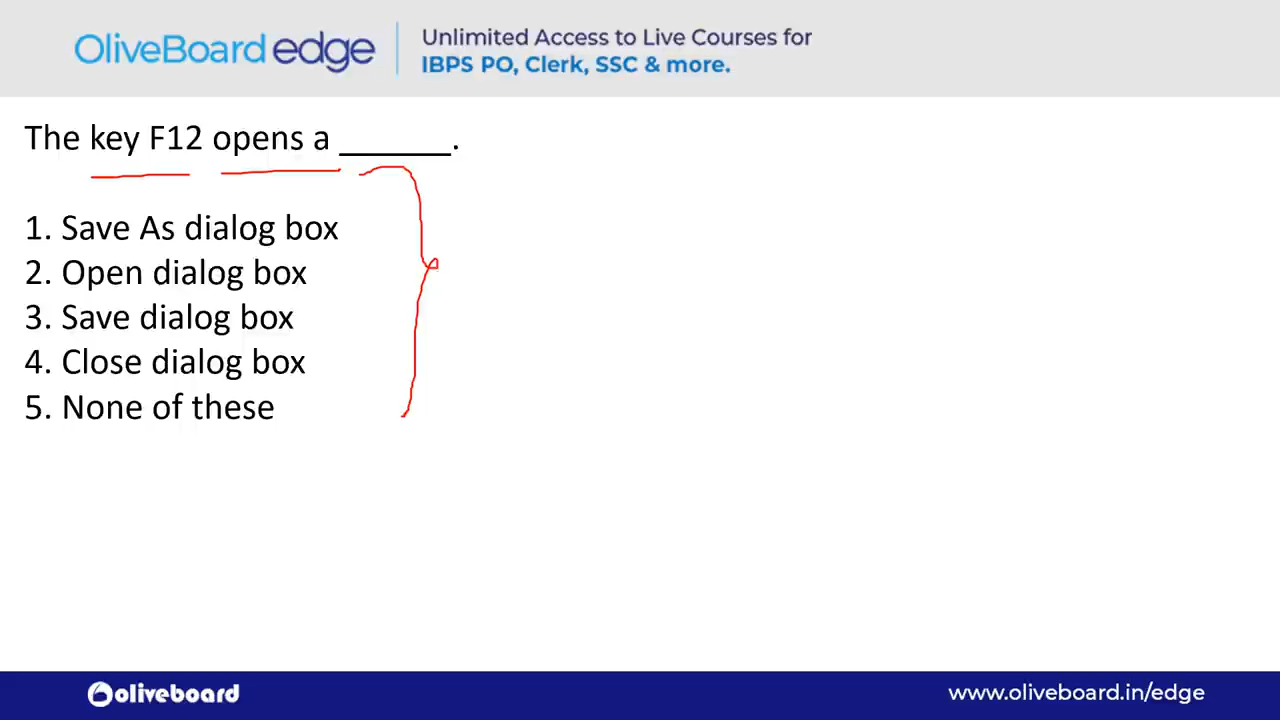 OliveBoard edge
Unlimited Access to Live Courses for
IBPS PO, Clerk, SSC & more.
The key F12 opens a ______.
1. Save As dialog box
2. Open dialog box
3. Save dialog box
4. Close dialog box
5. None of these
oliveboard
www.oliveboard.in/edge